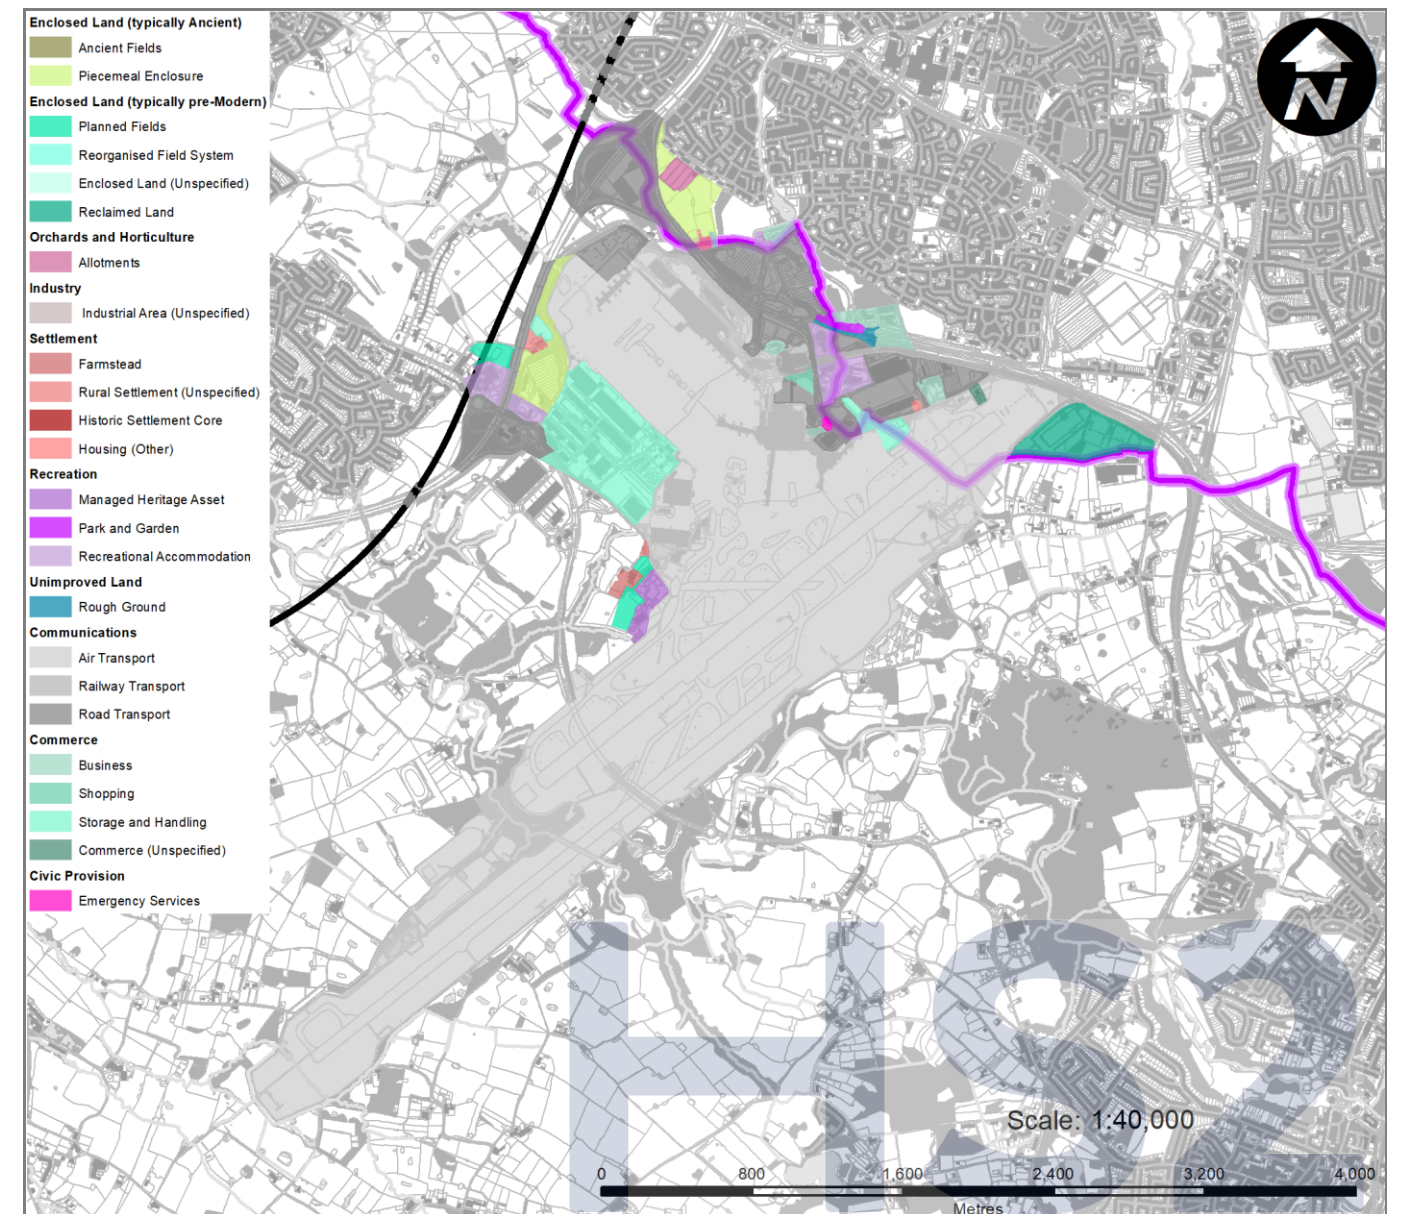 Enclosed Land (typically Ancient)
Ancient Fields
Piecemeal Enclosure
Enclosed Land (typically pre-Modern)
Planned Fields
Reorganised Field System
Enclosed Land (Unspecified)
Reclaimed Land
Orchards and Horticulture
Allotments
Industry
Industrial Area (Unspecified)
Settlement
Farmstead
Rural Settlement (Unspecified)
Historic Settlement Core
Housing (Other)
Recreation
Managed Heritage Asset
Park and Garden
Recreational Accommodation
Unimproved Land
Rough Ground
Communications
Air Transport
Railway Transport
Road Transport
Commerce
Business
Shopping
Storage and Handling
Commerce (Unspecified)
Civic Provision
Emergency Services
N
HS2
Scale: 1:40,000
0 800 1,600 2,400 3,200 4,000
Metres